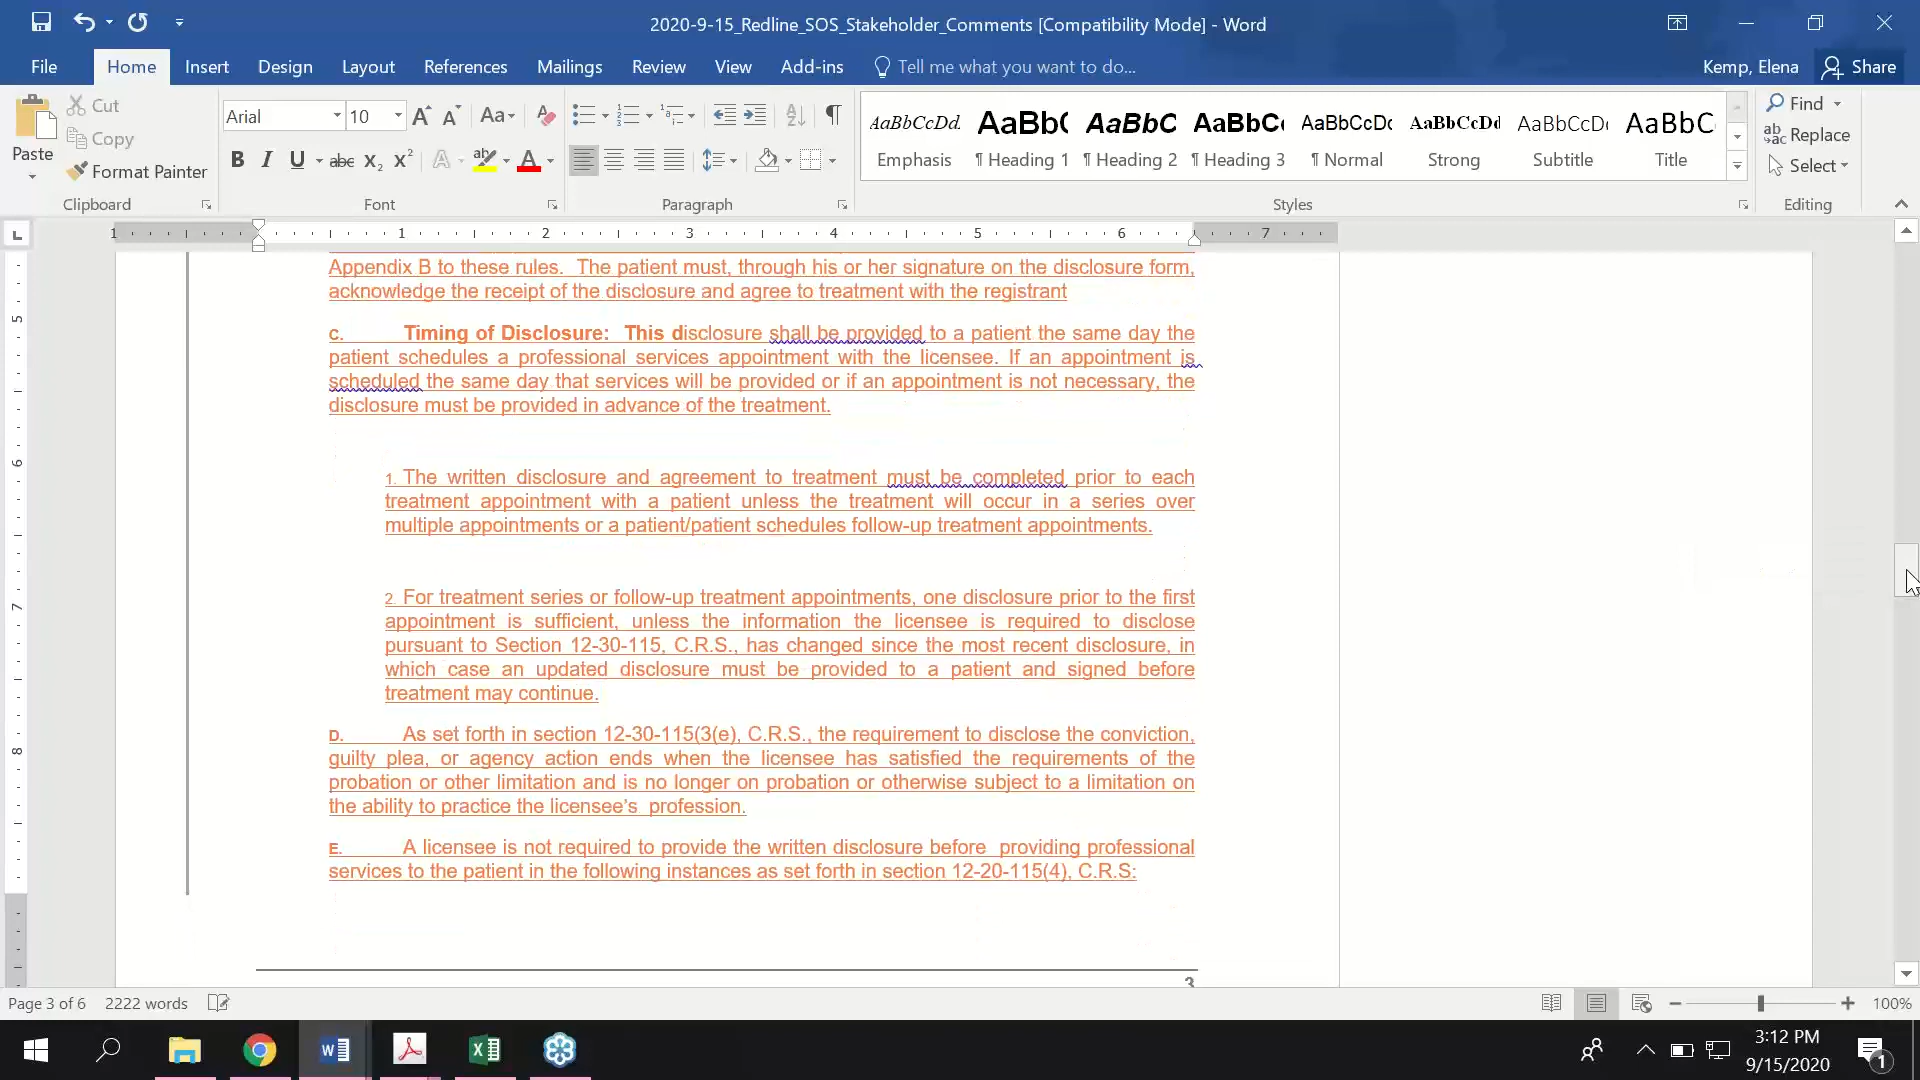 2020-9-15_Redline_SOS_Stakeholder_Comments [Compatibility Mode] - Word
File Home Insert Design Layout References Mailings Review View Add-ins Tell me what you want to do... Kemp, Elena Share
Paste Cut Copy Format Painter
Clipboard
Arial 10
Font
Paragraph
AaBbCcDd. AaBb( AaBbC AaBbC( AaBbCcDc AaBbCcDd AaBbCcD( AaBbC
Emphasis ¶ Heading 1 ¶ Heading 2 ¶ Heading 3 ¶ Normal Strong Subtitle Title
Styles
Find
Replace
Select
Editing
1 1 2 3 4 5 6 7
Appendix B to these rules. The patient must, through his or her signature on the disclosure form,
acknowledge the receipt of the disclosure and agree to treatment with the registrant
C. Timing of Disclosure: This disclosure shall be provided to a patient the same day the
patient schedules a professional services appointment with the licensee. If an appointment is
scheduled the same day that services will be provided or if an appointment is not necessary, the
disclosure must be provided in advance of the treatment.
1. The written disclosure and agreement to treatment must be completed prior to each
treatment appointment with a patient unless the treatment will occur in a series over
multiple appointments or a patient/patient schedules follow-up treatment appointments.
2. For treatment series or follow-up treatment appointments, one disclosure prior to the first
appointment is sufficient, unless the information the licensee is required to disclose
pursuant to Section 12-30-115, C.R.S., has changed since the most recent disclosure, in
which case an updated disclosure must be provided to a patient and signed before
treatment may continue.
D. As set forth in section 12-30-115(3(e), C.R.S., the requirement to disclose the conviction,
guilty plea, or agency action ends when the licensee has satisfied the requirements of the
probation or other limitation and is no longer on probation or otherwise subject to a limitation on
the ability to practice the licensee's  profession.
E. A licensee is not required to provide the written disclosure before  providing professional
services to the patient in the following instances as set forth in section 12-20-115(4), C.R.S:
3
5
6
7
8
Page 3 of 6 2222 words 100%
3:12 PM
9/15/2020
1